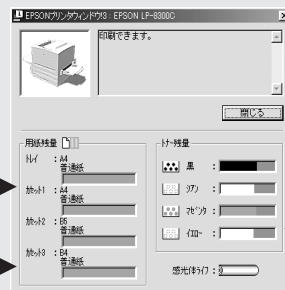 EPSONプリンタウィンドウ!3 : EPSON LP-8300C
印刷できます。
閉じる
用紙残量
トレイ : A4
普通紙
カセット1 : A4
普通紙
カセット2 : B5
普通紙
カセット3 : B4
普通紙
トナー残量
黒 :
シアン :
マゼンタ :
イエロー :
感光体ライフ :